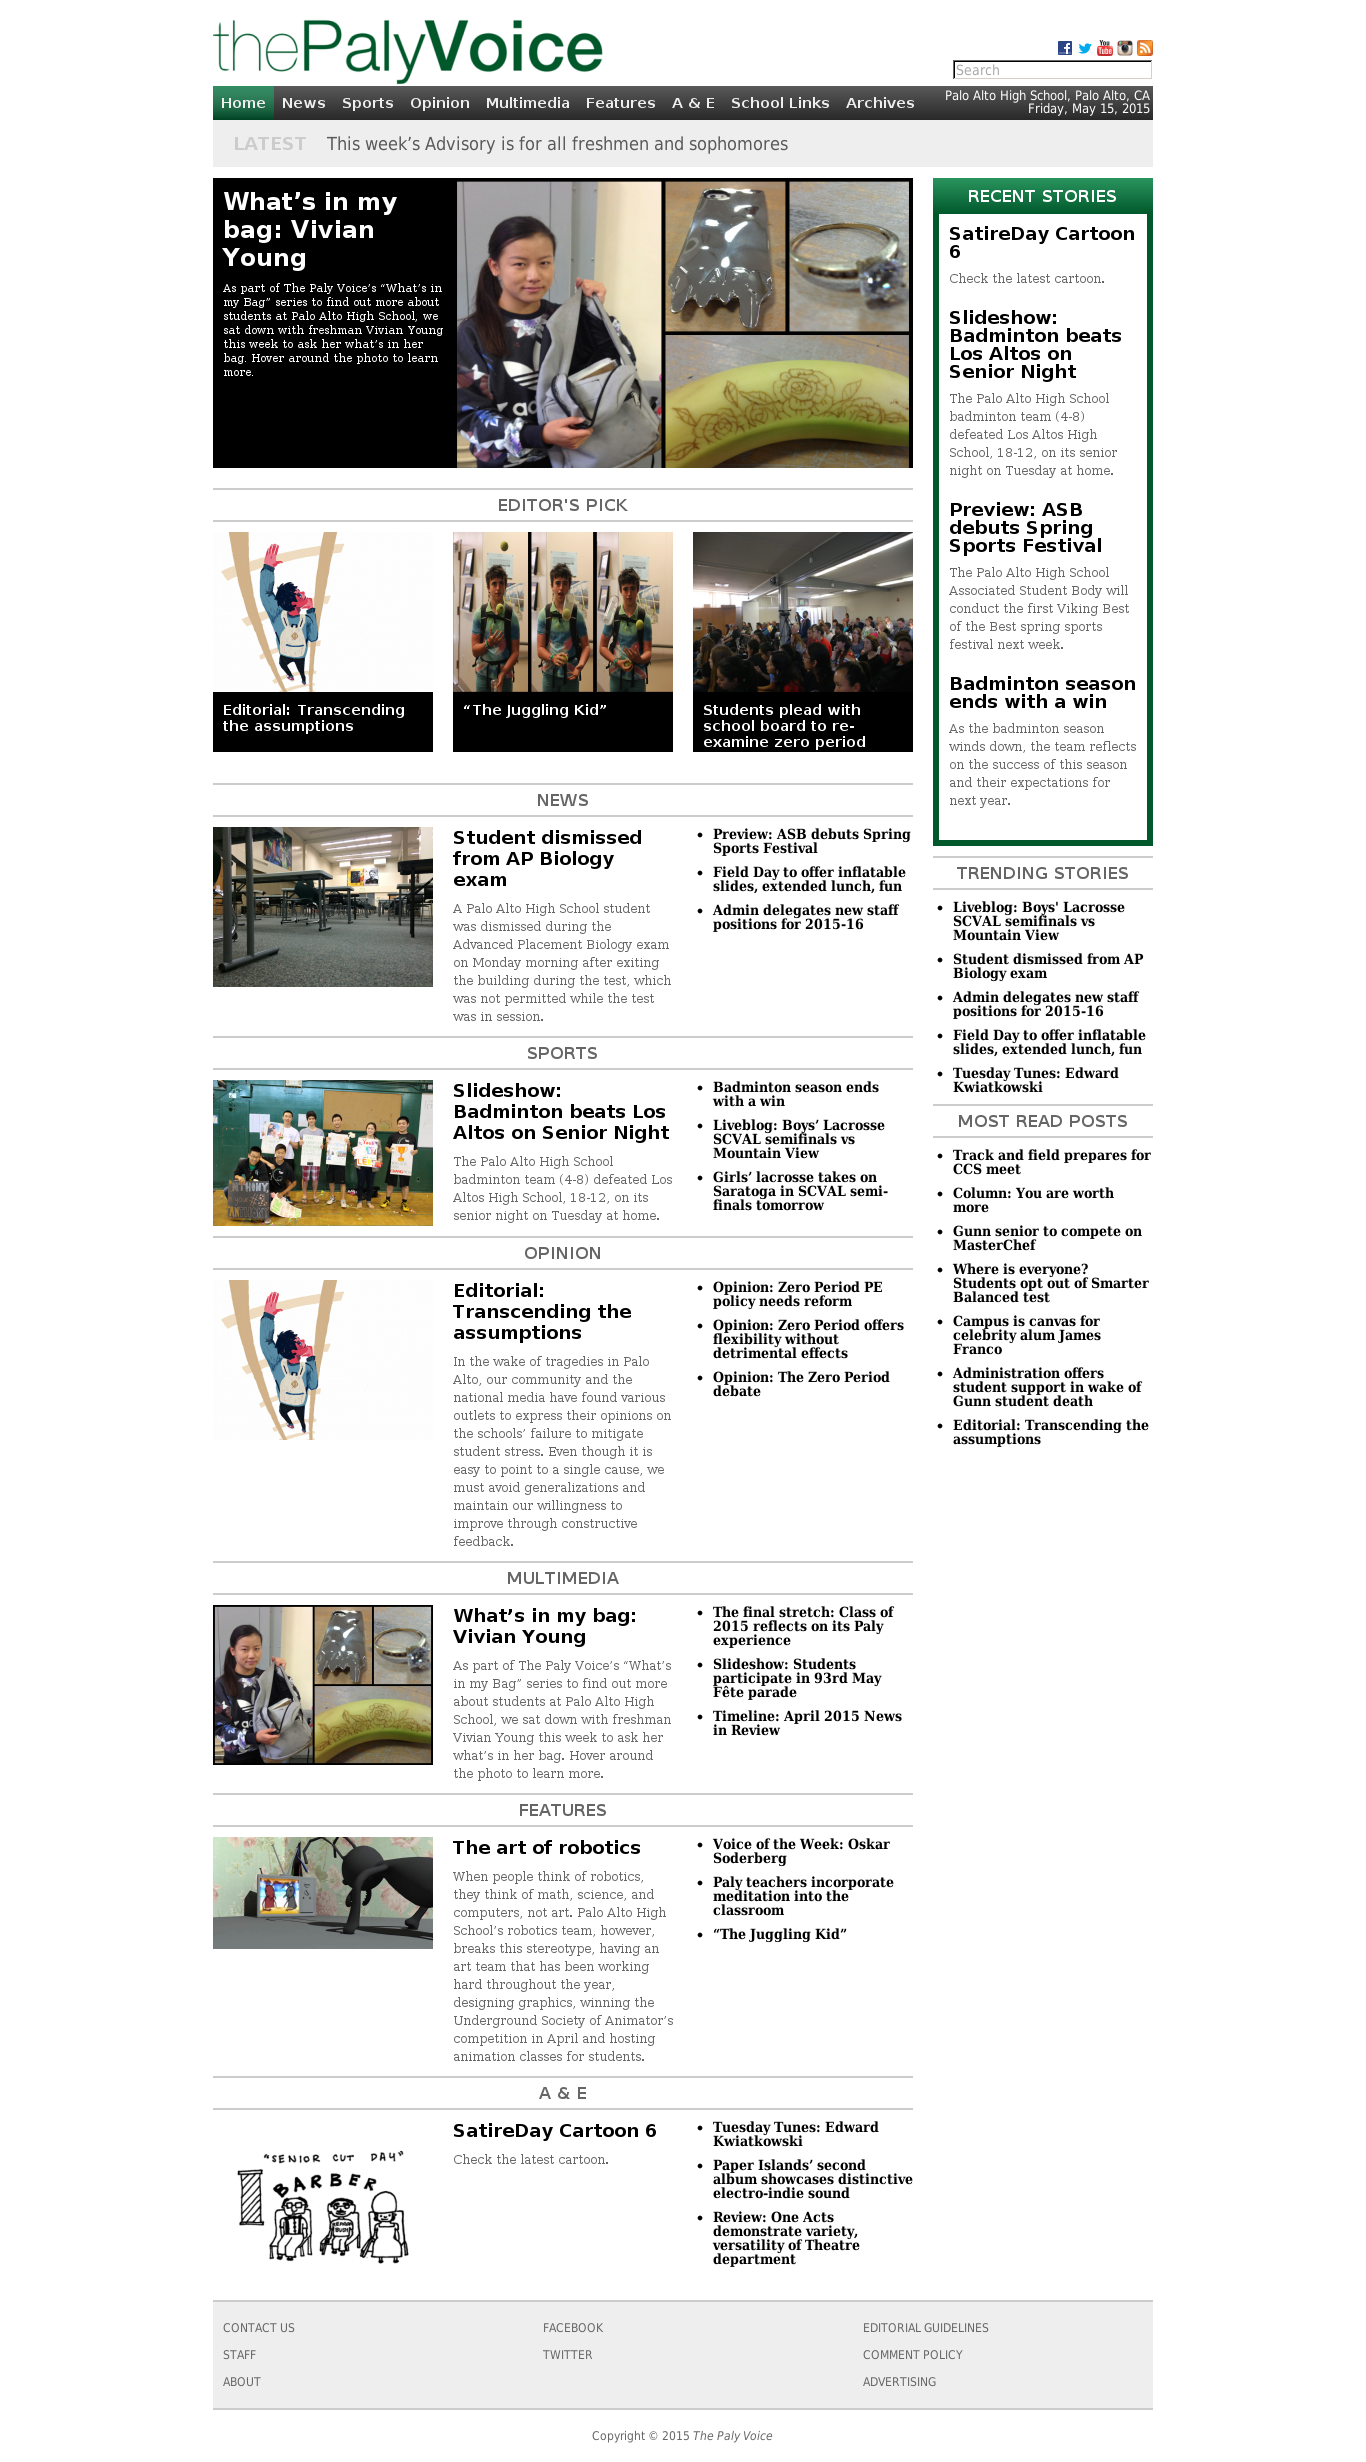 thePalyVoice
Search
Home News Sports Opinion Multimedia Features A & E School Links Archives
Palo Alto High School, Palo Alto, CA
Friday, May 15, 2015
LATEST This week’s Advisory is for all freshmen and sophomores
What’s in my
bag: Vivian
Young
As part of The Paly Voice’s “What’s in
my Bag” series to find out more about
students at Palo Alto High School, we
sat down with freshman Vivian Young
this week to ask her what’s in her
bag. Hover around the photo to learn
more.
EDITOR'S PICK
Editorial: Transcending
the assumptions
“The Juggling Kid”
Students plead with
school board to re-
examine zero period
NEWS
Student dismissed
from AP Biology
exam
A Palo Alto High School student
was dismissed during the
Advanced Placement Biology exam
on Monday morning after exiting
the building during the test, which
was not permitted while the test
was in session.
• Preview: ASB debuts Spring
Sports Festival
• Field Day to offer inflatable
slides, extended lunch, fun
• Admin delegates new staff
positions for 2015-16
SPORTS
Slideshow:
Badminton beats Los
Altos on Senior Night
The Palo Alto High School
badminton team (4-8) defeated Los
Altos High School, 18-12, on its
senior night on Tuesday at home.
• Badminton season ends
with a win
• Liveblog: Boys’ Lacrosse
SCVAL semifinals vs
Mountain View
• Girls’ lacrosse takes on
Saratoga in SCVAL semi-
finals tomorrow
OPINION
Editorial:
Transcending the
assumptions
In the wake of tragedies in Palo
Alto, our community and the
national media have found various
outlets to express their opinions on
the schools’ failure to mitigate
student stress. Even though it is
easy to point to a single cause, we
must avoid generalizations and
maintain our willingness to
improve through constructive
feedback.
• Opinion: Zero Period PE
policy needs reform
• Opinion: Zero Period offers
flexibility without
detrimental effects
• Opinion: The Zero Period
debate
MULTIMEDIA
What’s in my bag:
Vivian Young
As part of The Paly Voice’s “What’s
in my Bag” series to find out more
about students at Palo Alto High
School, we sat down with freshman
Vivian Young this week to ask her
what’s in her bag. Hover around
the photo to learn more.
• The final stretch: Class of
2015 reflects on its Paly
experience
• Slideshow: Students
participate in 93rd May
Fête parade
• Timeline: April 2015 News
in Review
FEATURES
The art of robotics
When people think of robotics,
they think of math, science, and
computers, not art. Palo Alto High
School’s robotics team, however,
breaks this stereotype, having an
art team that has been working
hard throughout the year,
designing graphics, winning the
Underground Society of Animator’s
competition in April and hosting
animation classes for students.
• Voice of the Week: Oskar
Soderberg
• Paly teachers incorporate
meditation into the
classroom
• “The Juggling Kid”
A & E
"SENIOR CUT DAY"
BARBER
SatireDay Cartoon 6
Check the latest cartoon.
• Tuesday Tunes: Edward
Kwiatkowski
• Paper Islands’ second
album showcases distinctive
electro-indie sound
• Review: One Acts
demonstrate variety,
versatility of Theatre
department
RECENT STORIES
SatireDay Cartoon
6
Check the latest cartoon.
Slideshow:
Badminton beats
Los Altos on
Senior Night
The Palo Alto High School
badminton team (4-8)
defeated Los Altos High
School, 18-12, on its senior
night on Tuesday at home.
Preview: ASB
debuts Spring
Sports Festival
The Palo Alto High School
Associated Student Body will
conduct the first Viking Best
of the Best spring sports
festival next week.
Badminton season
ends with a win
As the badminton season
winds down, the team reflects
on the success of this season
and their expectations for
next year.
TRENDING STORIES
• Liveblog: Boys' Lacrosse
SCVAL semifinals vs
Mountain View
• Student dismissed from AP
Biology exam
• Admin delegates new staff
positions for 2015-16
• Field Day to offer inflatable
slides, extended lunch, fun
• Tuesday Tunes: Edward
Kwiatkowski
MOST READ POSTS
• Track and field prepares for
CCS meet
• Column: You are worth
more
• Gunn senior to compete on
MasterChef
• Where is everyone?
Students opt out of Smarter
Balanced test
• Campus is canvas for
celebrity alum James
Franco
• Administration offers
student support in wake of
Gunn student death
• Editorial: Transcending the
assumptions
CONTACT US
STAFF
ABOUT
FACEBOOK
TWITTER
EDITORIAL GUIDELINES
COMMENT POLICY
ADVERTISING
Copyright © 2015 The Paly Voice